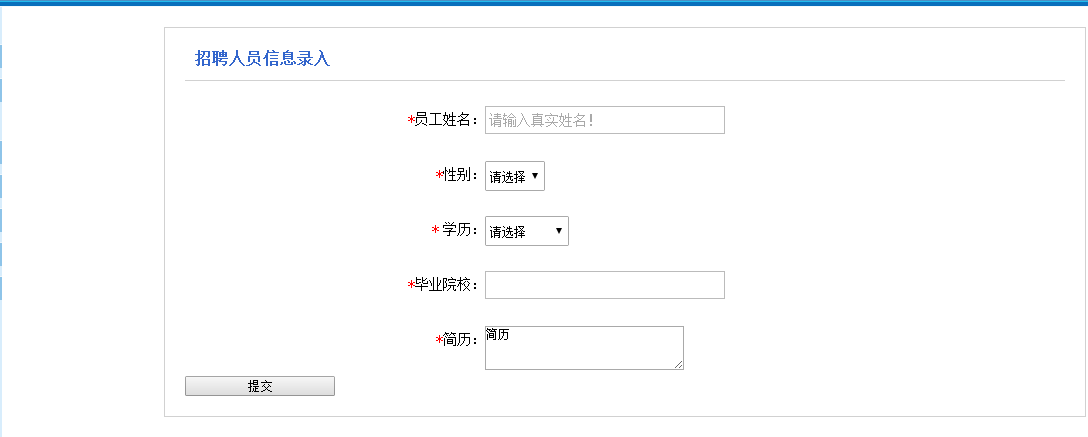 招聘人员信息录入
*员工姓名： 请输入真实姓名！
*性别： 请选择
* 学历： 请选择
*毕业院校：
*简历： 简历
提交